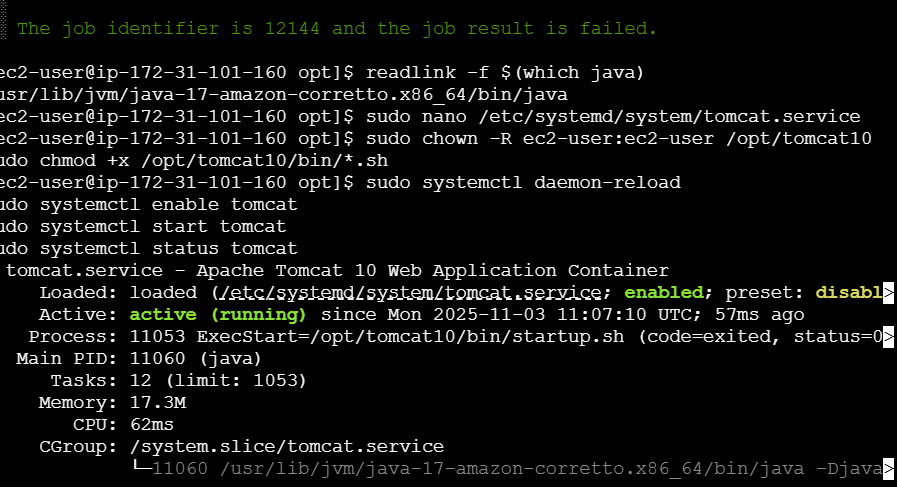 The job identifier is 12144 and the job result is failed.
ec2-user@ip-172-31-101-160 opt]$ readlink -f $(which java)
usr/lib/jvm/java-17-amazon-corretto.x86_64/bin/java
ec2-user@ip-172-31-101-160 opt]$ sudo nano /etc/systemd/system/tomcat.service
ec2-user@ip-172-31-101-160 opt]$ sudo chown -R ec2-user:ec2-user /opt/tomcat10
udo chmod +x /opt/tomcat10/bin/*.sh
ec2-user@ip-172-31-101-160 opt]$ sudo systemctl daemon-reload
udo systemctl enable tomcat
udo systemctl start tomcat
udo systemctl status tomcat
tomcat.service - Apache Tomcat 10 Web Application Container
Loaded: loaded (/etc/systemd/system/tomcat.service; enabled; preset: disabl>
Active: active (running) since Mon 2025-11-03 11:07:10 UTC; 57ms ago
Process: 11053 ExecStart=/opt/tomcat10/bin/startup.sh (code=exited, status=0>
Main PID: 11060 (java)
Tasks: 12 (limit: 1053)
Memory: 17.3M
CPU: 62ms
CGroup: /system.slice/tomcat.service
└─11060 /usr/lib/jvm/java-17-amazon-corretto.x86_64/bin/java -Djava>